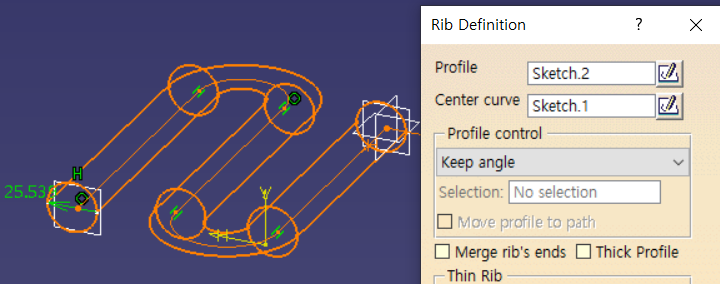 Rib Definition ? ×
Profile Sketch.2
Center curve Sketch.1
Profile control
Keep angle
Selection: No selection
Move profile to path
Merge rib's ends Thick Profile
Thin Rib
H
25.53
Y
H